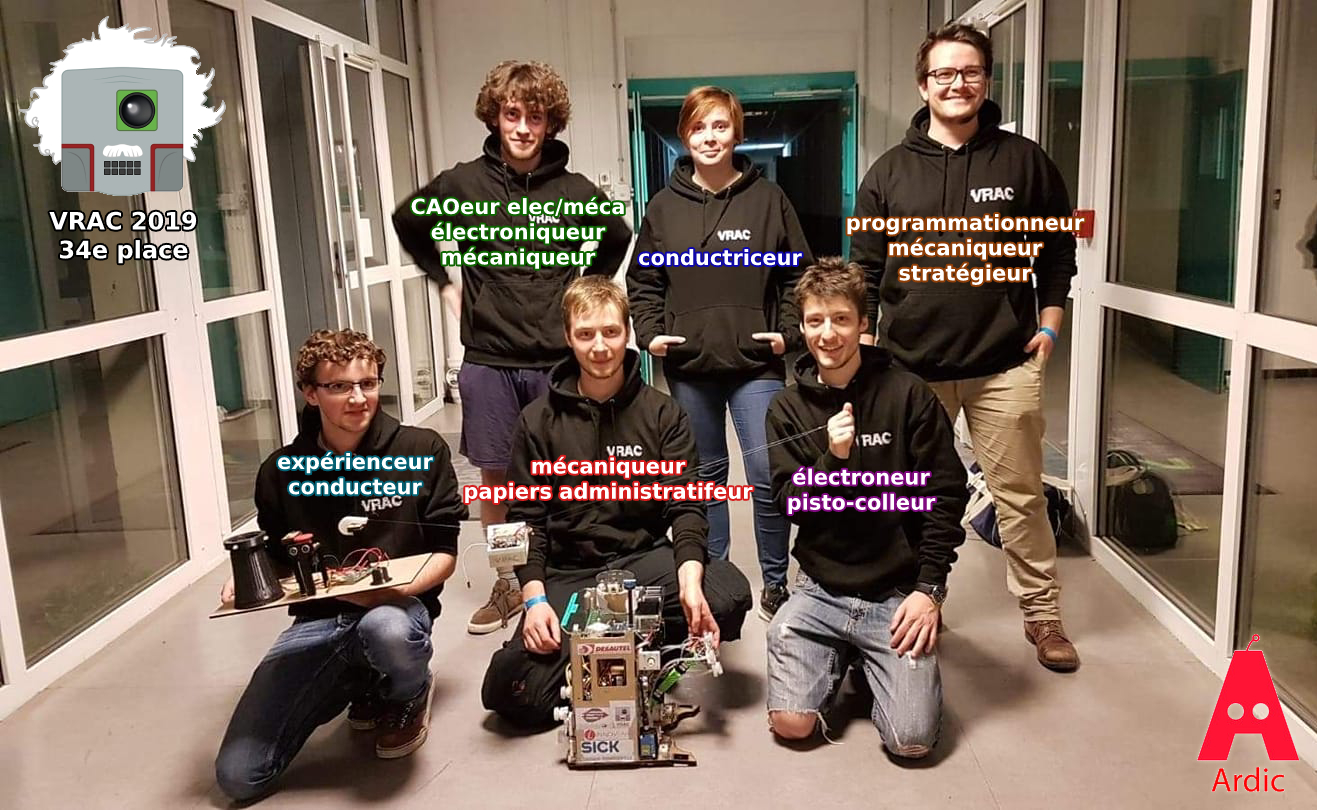 VRAC 2019
34e place
CAOeur elec/méca
électroniqueur
mécaniqueur
VRAC
conductriceur
VRAC
programmationneur
mécaniqueur
stratégieur
VRAC
expérienceur
conducteur
VRAC
mécaniqueur
papiers administratifeur
VRAC
électroneur
pisto-colleur
VRAC
VRAC
DESAUTEL
SICK
Ardic